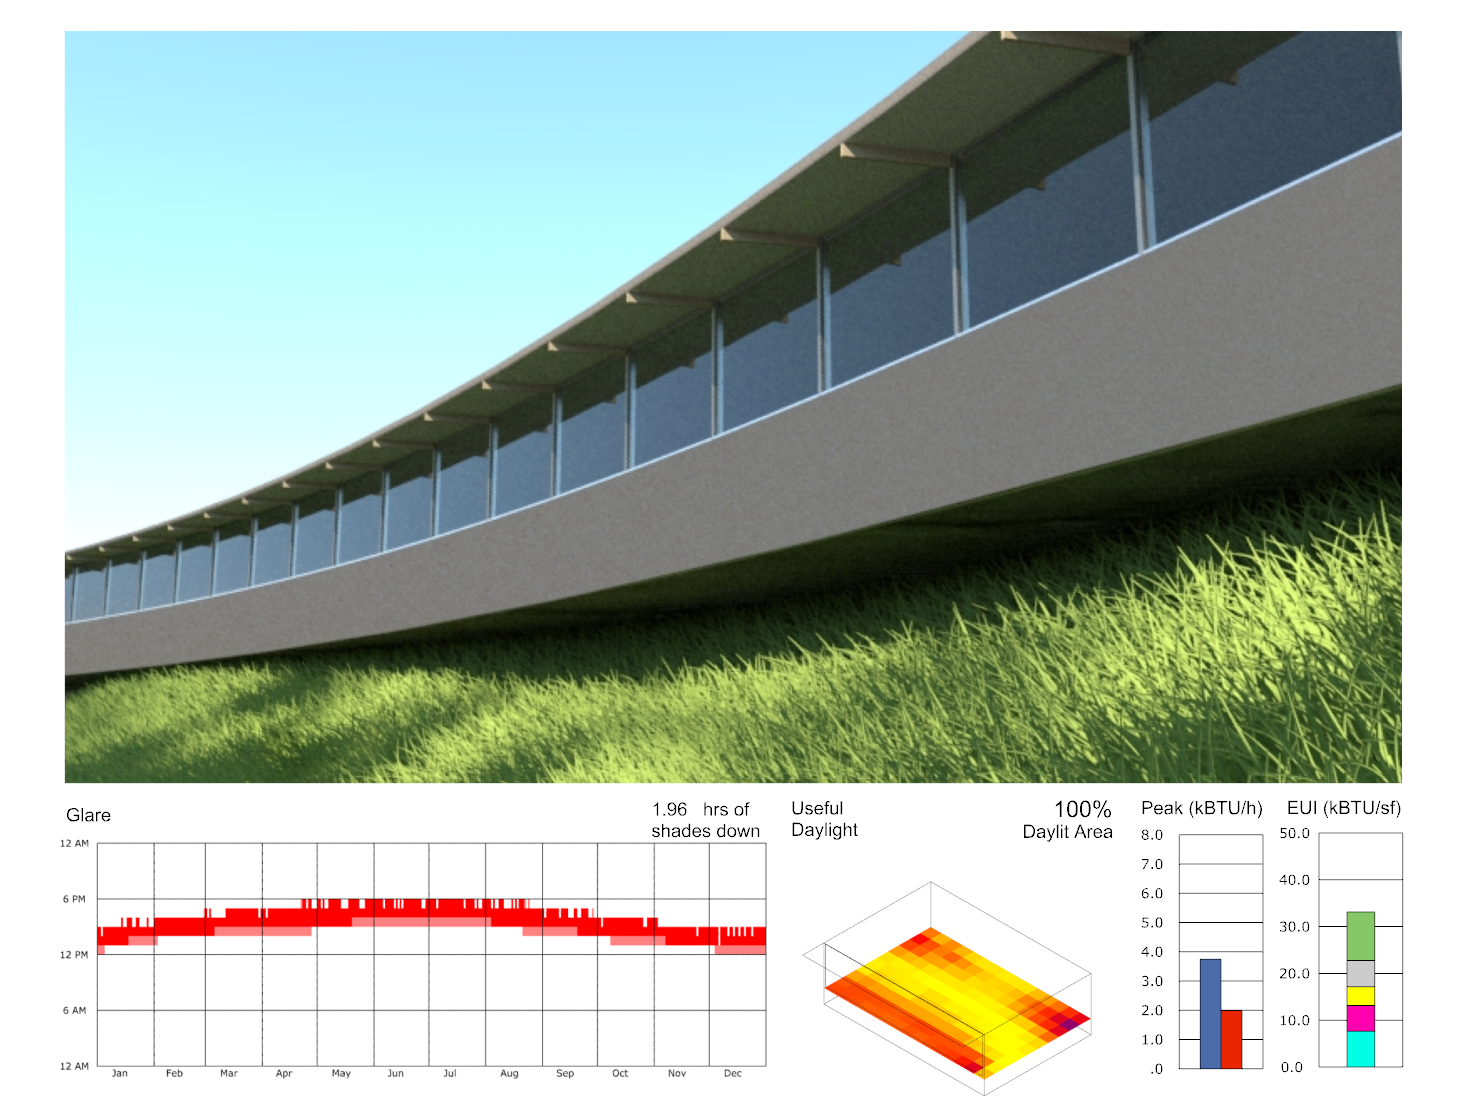 Glare
1.96 hrs of
shades down
12 AM
6 PM
12 PM
6 AM
12 AM
Jan Feb Mar Apr May Jun Jul Aug Sep Oct Nov Dec
Useful
Daylight
100%
Daylit Area
Peak (kBTU/h)
8.0
7.0
6.0
5.0
4.0
3.0
2.0
1.0
.0
EUI (kBTU/sf)
50.0
40.0
30.0
20.0
10.0
0.0